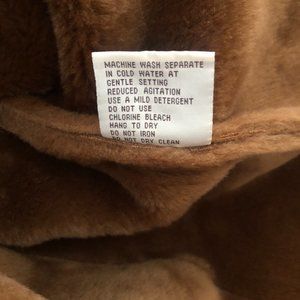 MACHINE WASH SEPARATE
IN COLD WATER AT
GENTLE SETTING
REDUCED AGITATION
USE A MILD DETERGENT
DO NOT USE
CHLORINE BLEACH
HANG TO DRY
DO NOT IRON
DO NOT DRY CLEAN